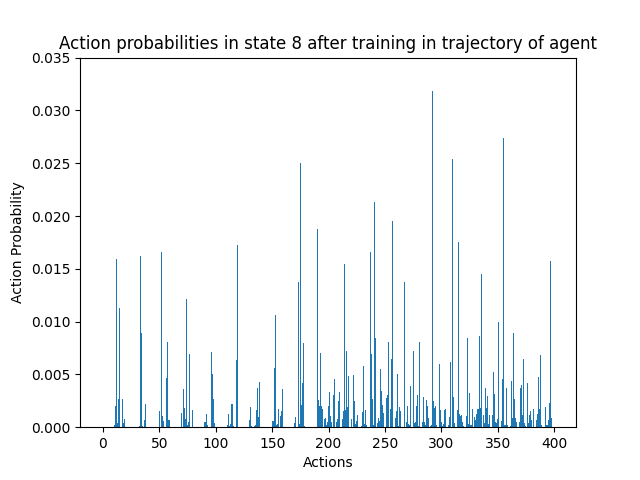 Action probabilities in state 8 after training in trajectory of agent
0.035
0.030
0.025
0.020
0.015
0.010
0.005
0.000
Action Probability
0 50 100 150 200 250 300 350 400
Actions